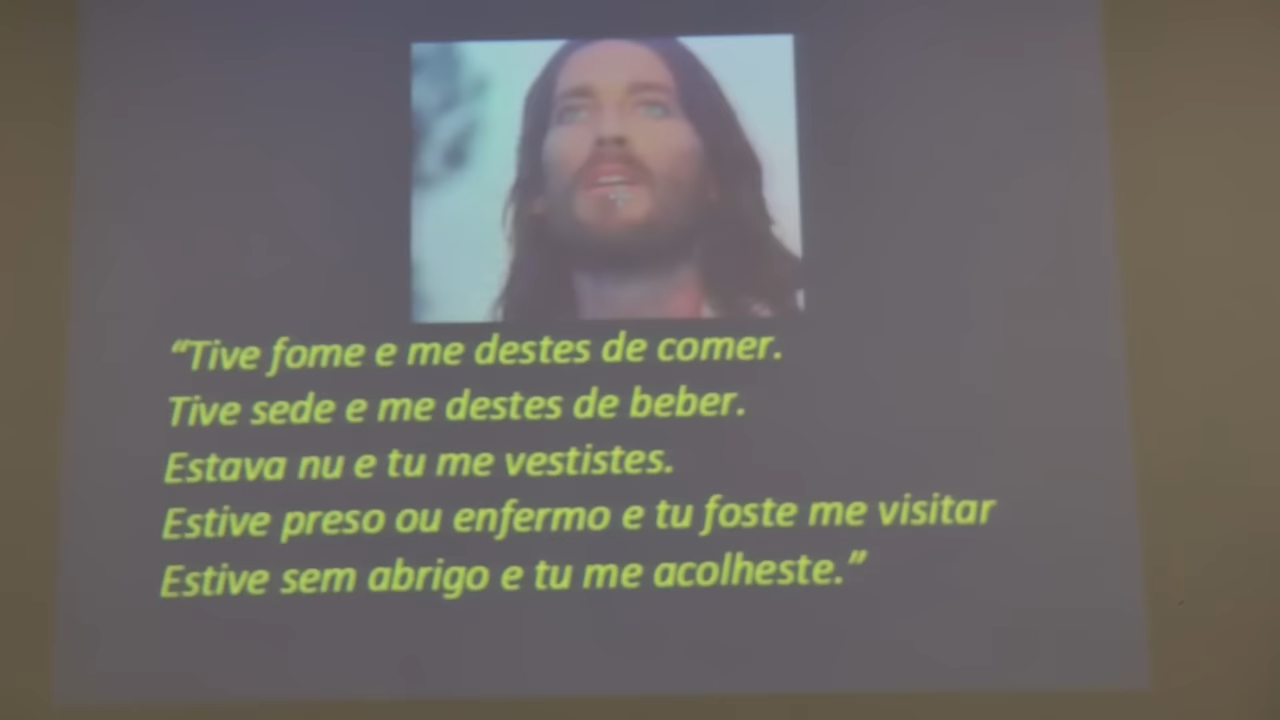 “Tive fome e me destes de comer.
Tive sede e me destes de beber.
Estava nu e tu me vestistes.
Estive preso ou enfermo e tu foste me visitar
Estive sem abrigo e tu me acolheste.”